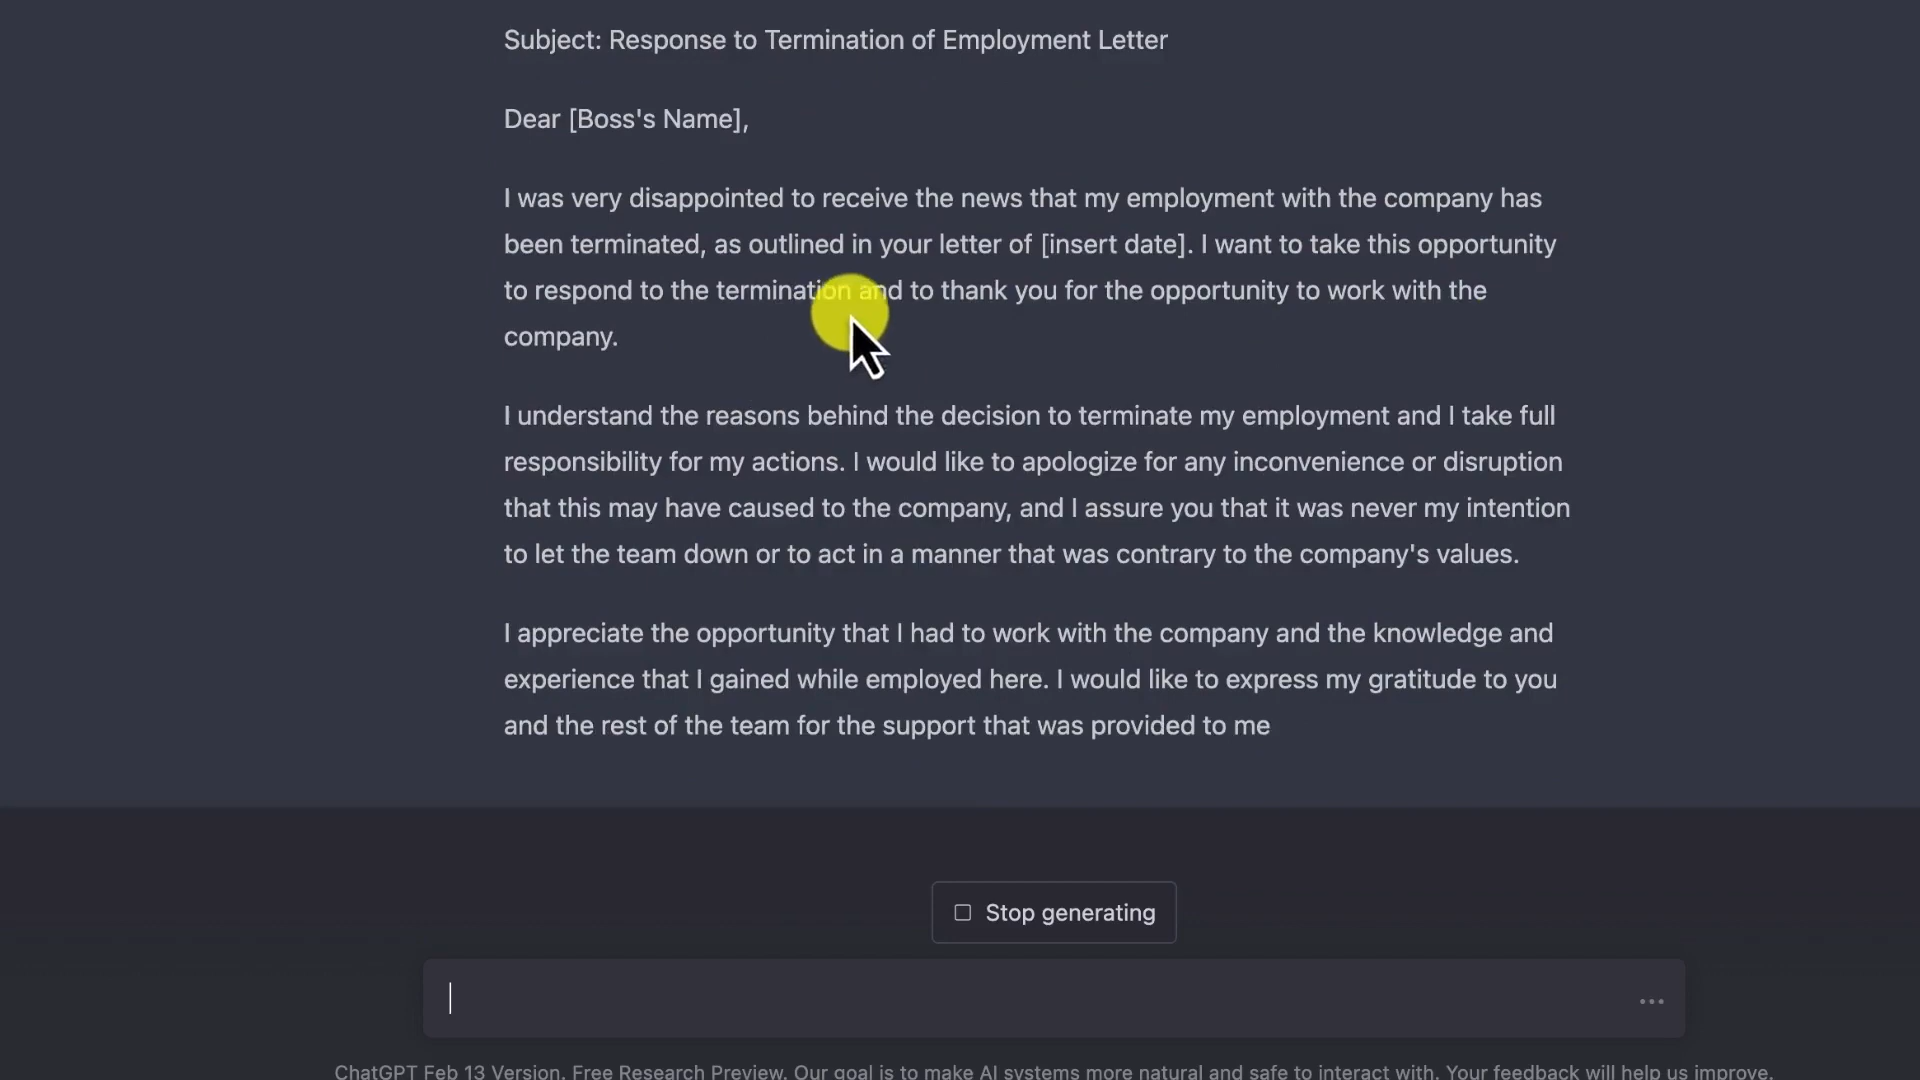 Subject: Response to Termination of Employment Letter
Dear [Boss's Name],
I was very disappointed to receive the news that my employment with the company has
been terminated, as outlined in your letter of [insert date]. I want to take this opportunity
to respond to the termination and to thank you for the opportunity to work with the
company.
I understand the reasons behind the decision to terminate my employment and I take full
responsibility for my actions. I would like to apologize for any inconvenience or disruption
that this may have caused to the company, and I assure you that it was never my intention
to let the team down or to act in a manner that was contrary to the company's values.
I appreciate the opportunity that I had to work with the company and the knowledge and
experience that I gained while employed here. I would like to express my gratitude to you
and the rest of the team for the support that was provided to me
Stop generating
ChatGPT Feb 13 Version. Free Research Preview. Our goal is to make AI systems more natural and safe to interact with. Your feedback will help us improve.